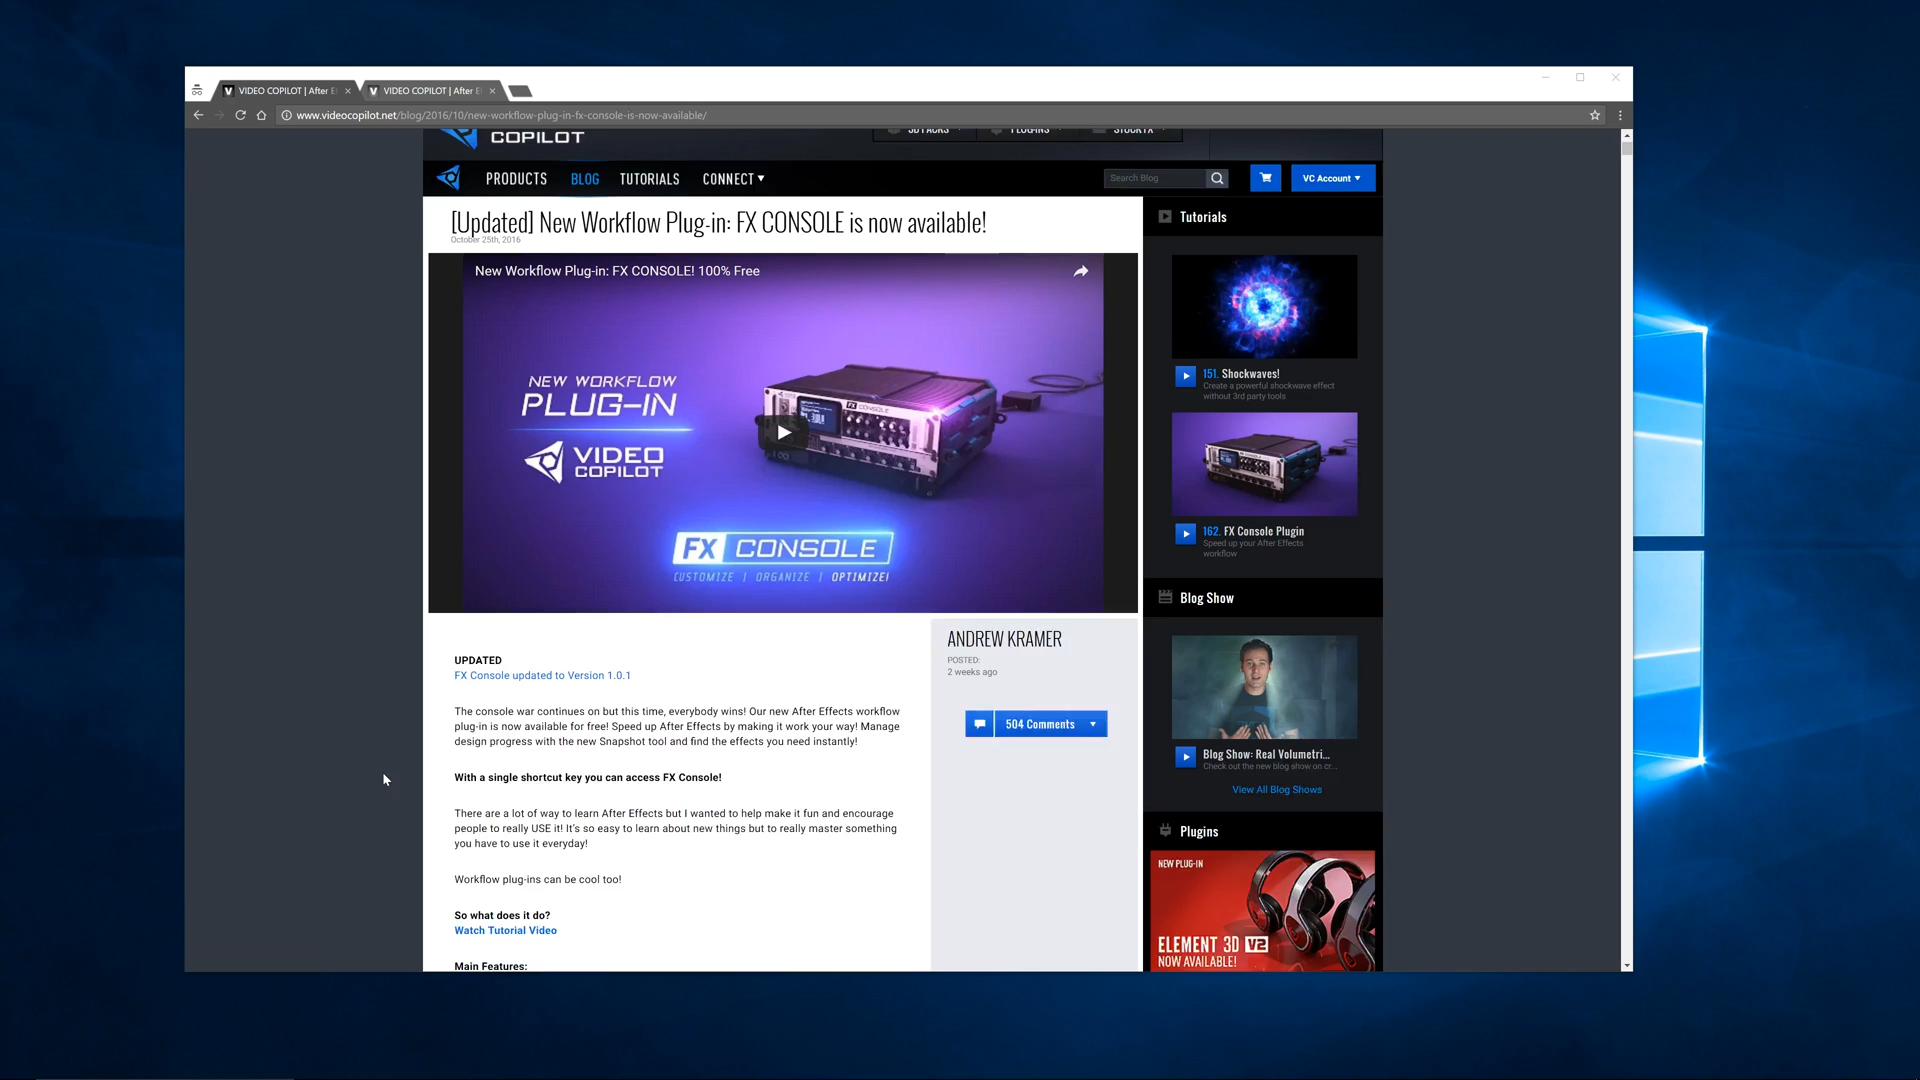 VIDEO COPILOT | After E
VIDEO COPILOT | After E
www.videocopilot.net/blog/2016/10/new-workflow-plug-in-fx-console-is-now-available/
COPILOT
PRODUCTS
BLOG
TUTORIALS
CONNECT
Search Blog
VC Account
[Updated] New Workflow Plug-in: FX CONSOLE is now available!
October 25th, 2016
New Workflow Plug-in: FX CONSOLE! 100% Free
NEW WORKFLOW
PLUG-IN
VIDEO
COPILOT
FX CONSOLE
FX CONSOLE
CUSTOMIZE | ORGANIZE | OPTIMIZE!
UPDATED
FX Console updated to Version 1.0.1
The console war continues on but this time, everybody wins! Our new After Effects workflow
plug-in is now available for free! Speed up After Effects by making it work your way! Manage
design progress with the new Snapshot tool and find the effects you need instantly!
With a single shortcut key you can access FX Console!
There are a lot of way to learn After Effects but I wanted to help make it fun and encourage
people to really USE it! It's so easy to learn about new things but to really master something
you have to use it everyday!
Workflow plug-ins can be cool too!
So what does it do?
Watch Tutorial Video
Main Features:
ANDREW KRAMER
POSTED:
2 weeks ago
504 Comments
Tutorials
151. Shockwaves!
Create a powerful shockwave effect
without 3rd party tools
162. FX Console Plugin
Speed up your After Effects
workflow
Blog Show
Blog Show: Real Volumetri...
Check out the new blog show on cr...
View All Blog Shows
Plugins
NEW PLUG-IN
ELEMENT 3D V2
NOW AVAILABLE!